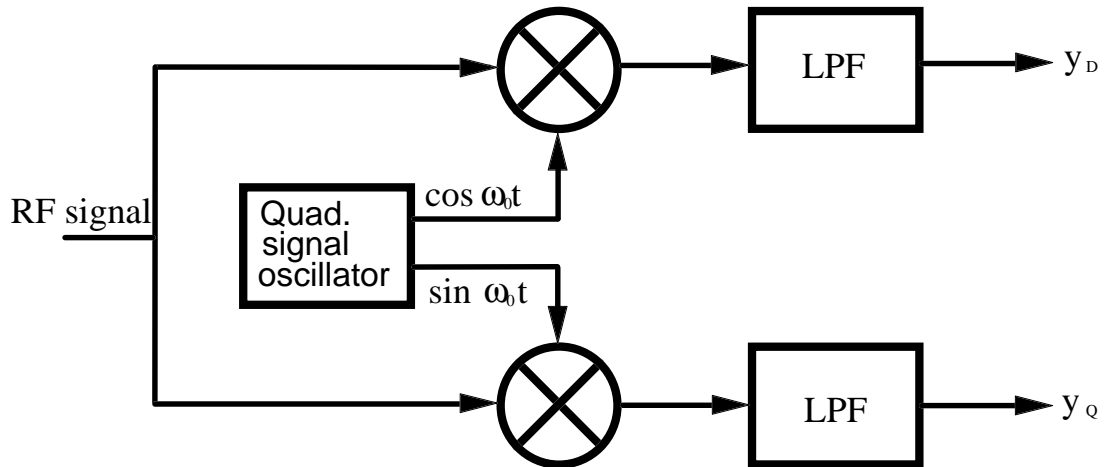 LPF
y D
cos ω₀t
RF signal
Quad.
signal
oscillator
sin ω₀t
LPF
y Q